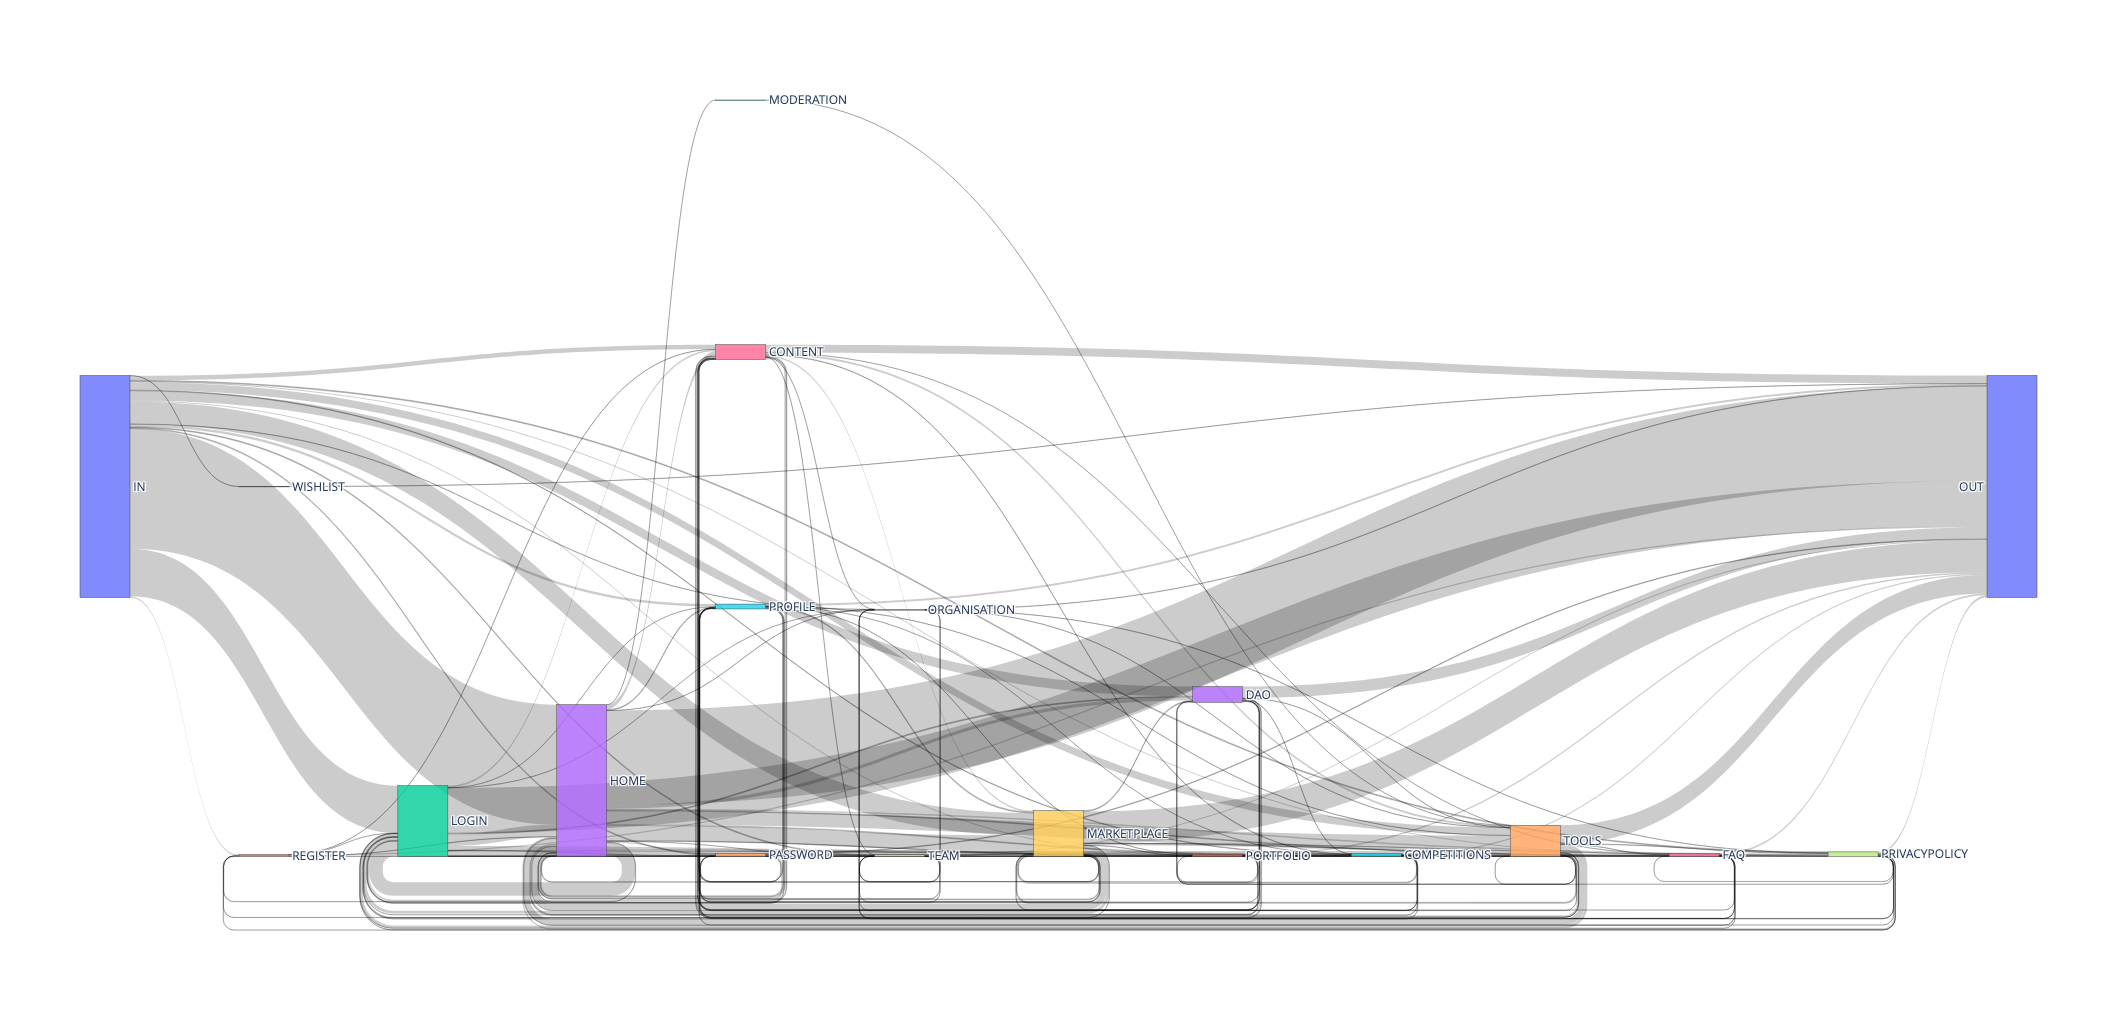 MODERATION
CONTENT
IN
WISHLIST
OUT
PROFILE
ORGANISATION
DAO
HOME
LOGIN
MARKETPLACE
TOOLS
REGISTER
PASSWORD
TEAM
PORTFOLIO
COMPETITIONS
FAQ
PRIVACYPOLICY